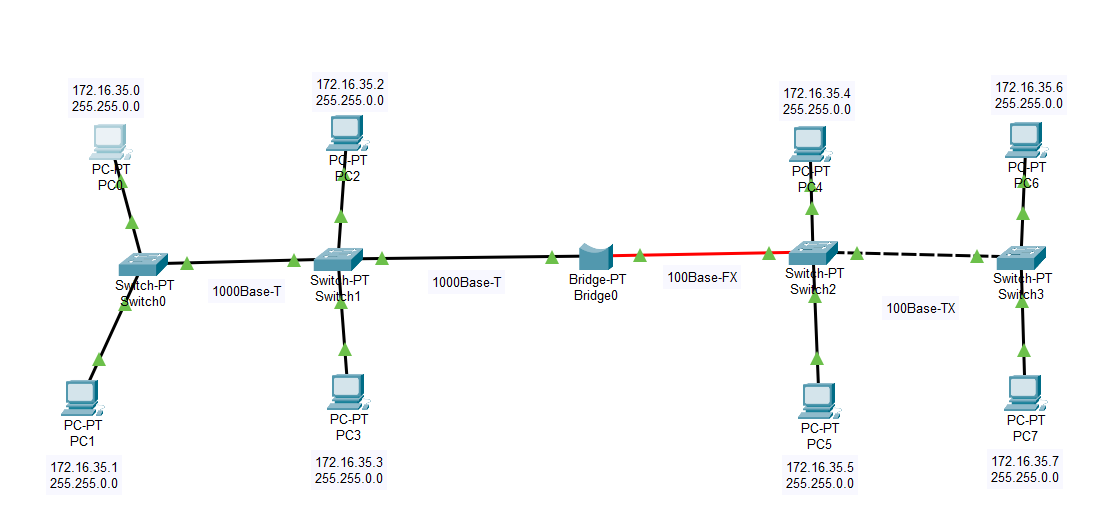 172.16.35.0
255.255.0.0
PC-PT
PC0
172.16.35.2
255.255.0.0
PC-PT
PC2
172.16.35.4
255.255.0.0
PC-PT
PC4
172.16.35.6
255.255.0.0
PC-PT
PC6
Switch-PT
Switch0
1000Base-T
Switch-PT
Switch1
1000Base-T
Bridge-PT
Bridge0
100Base-FX
Switch-PT
Switch2
100Base-TX
Switch-PT
Switch3
PC-PT
PC1
172.16.35.1
255.255.0.0
PC-PT
PC3
172.16.35.3
255.255.0.0
PC-PT
PC5
172.16.35.5
255.255.0.0
PC-PT
PC7
172.16.35.7
255.255.0.0